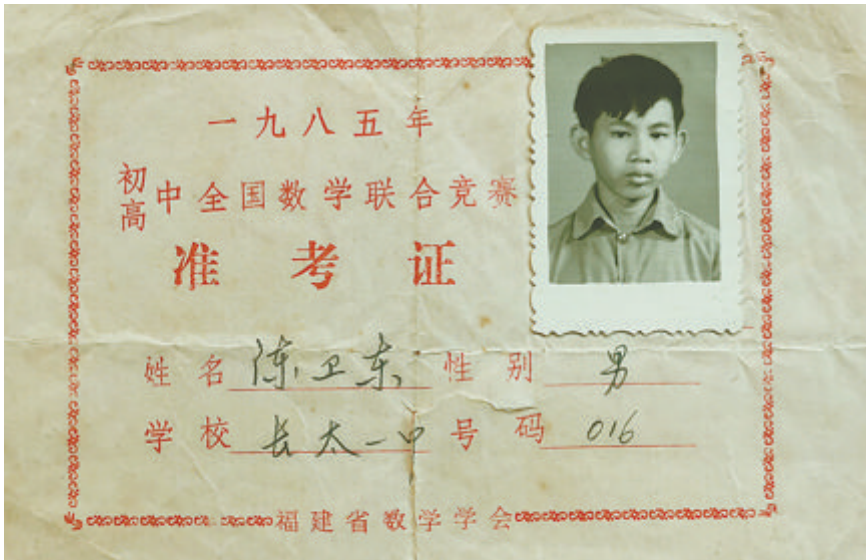 一九八五年
初高中全国数学联合竞赛
准考证
姓名 陈卫东 性别 男
学校 长太一中 号码 016
福建省数学学会